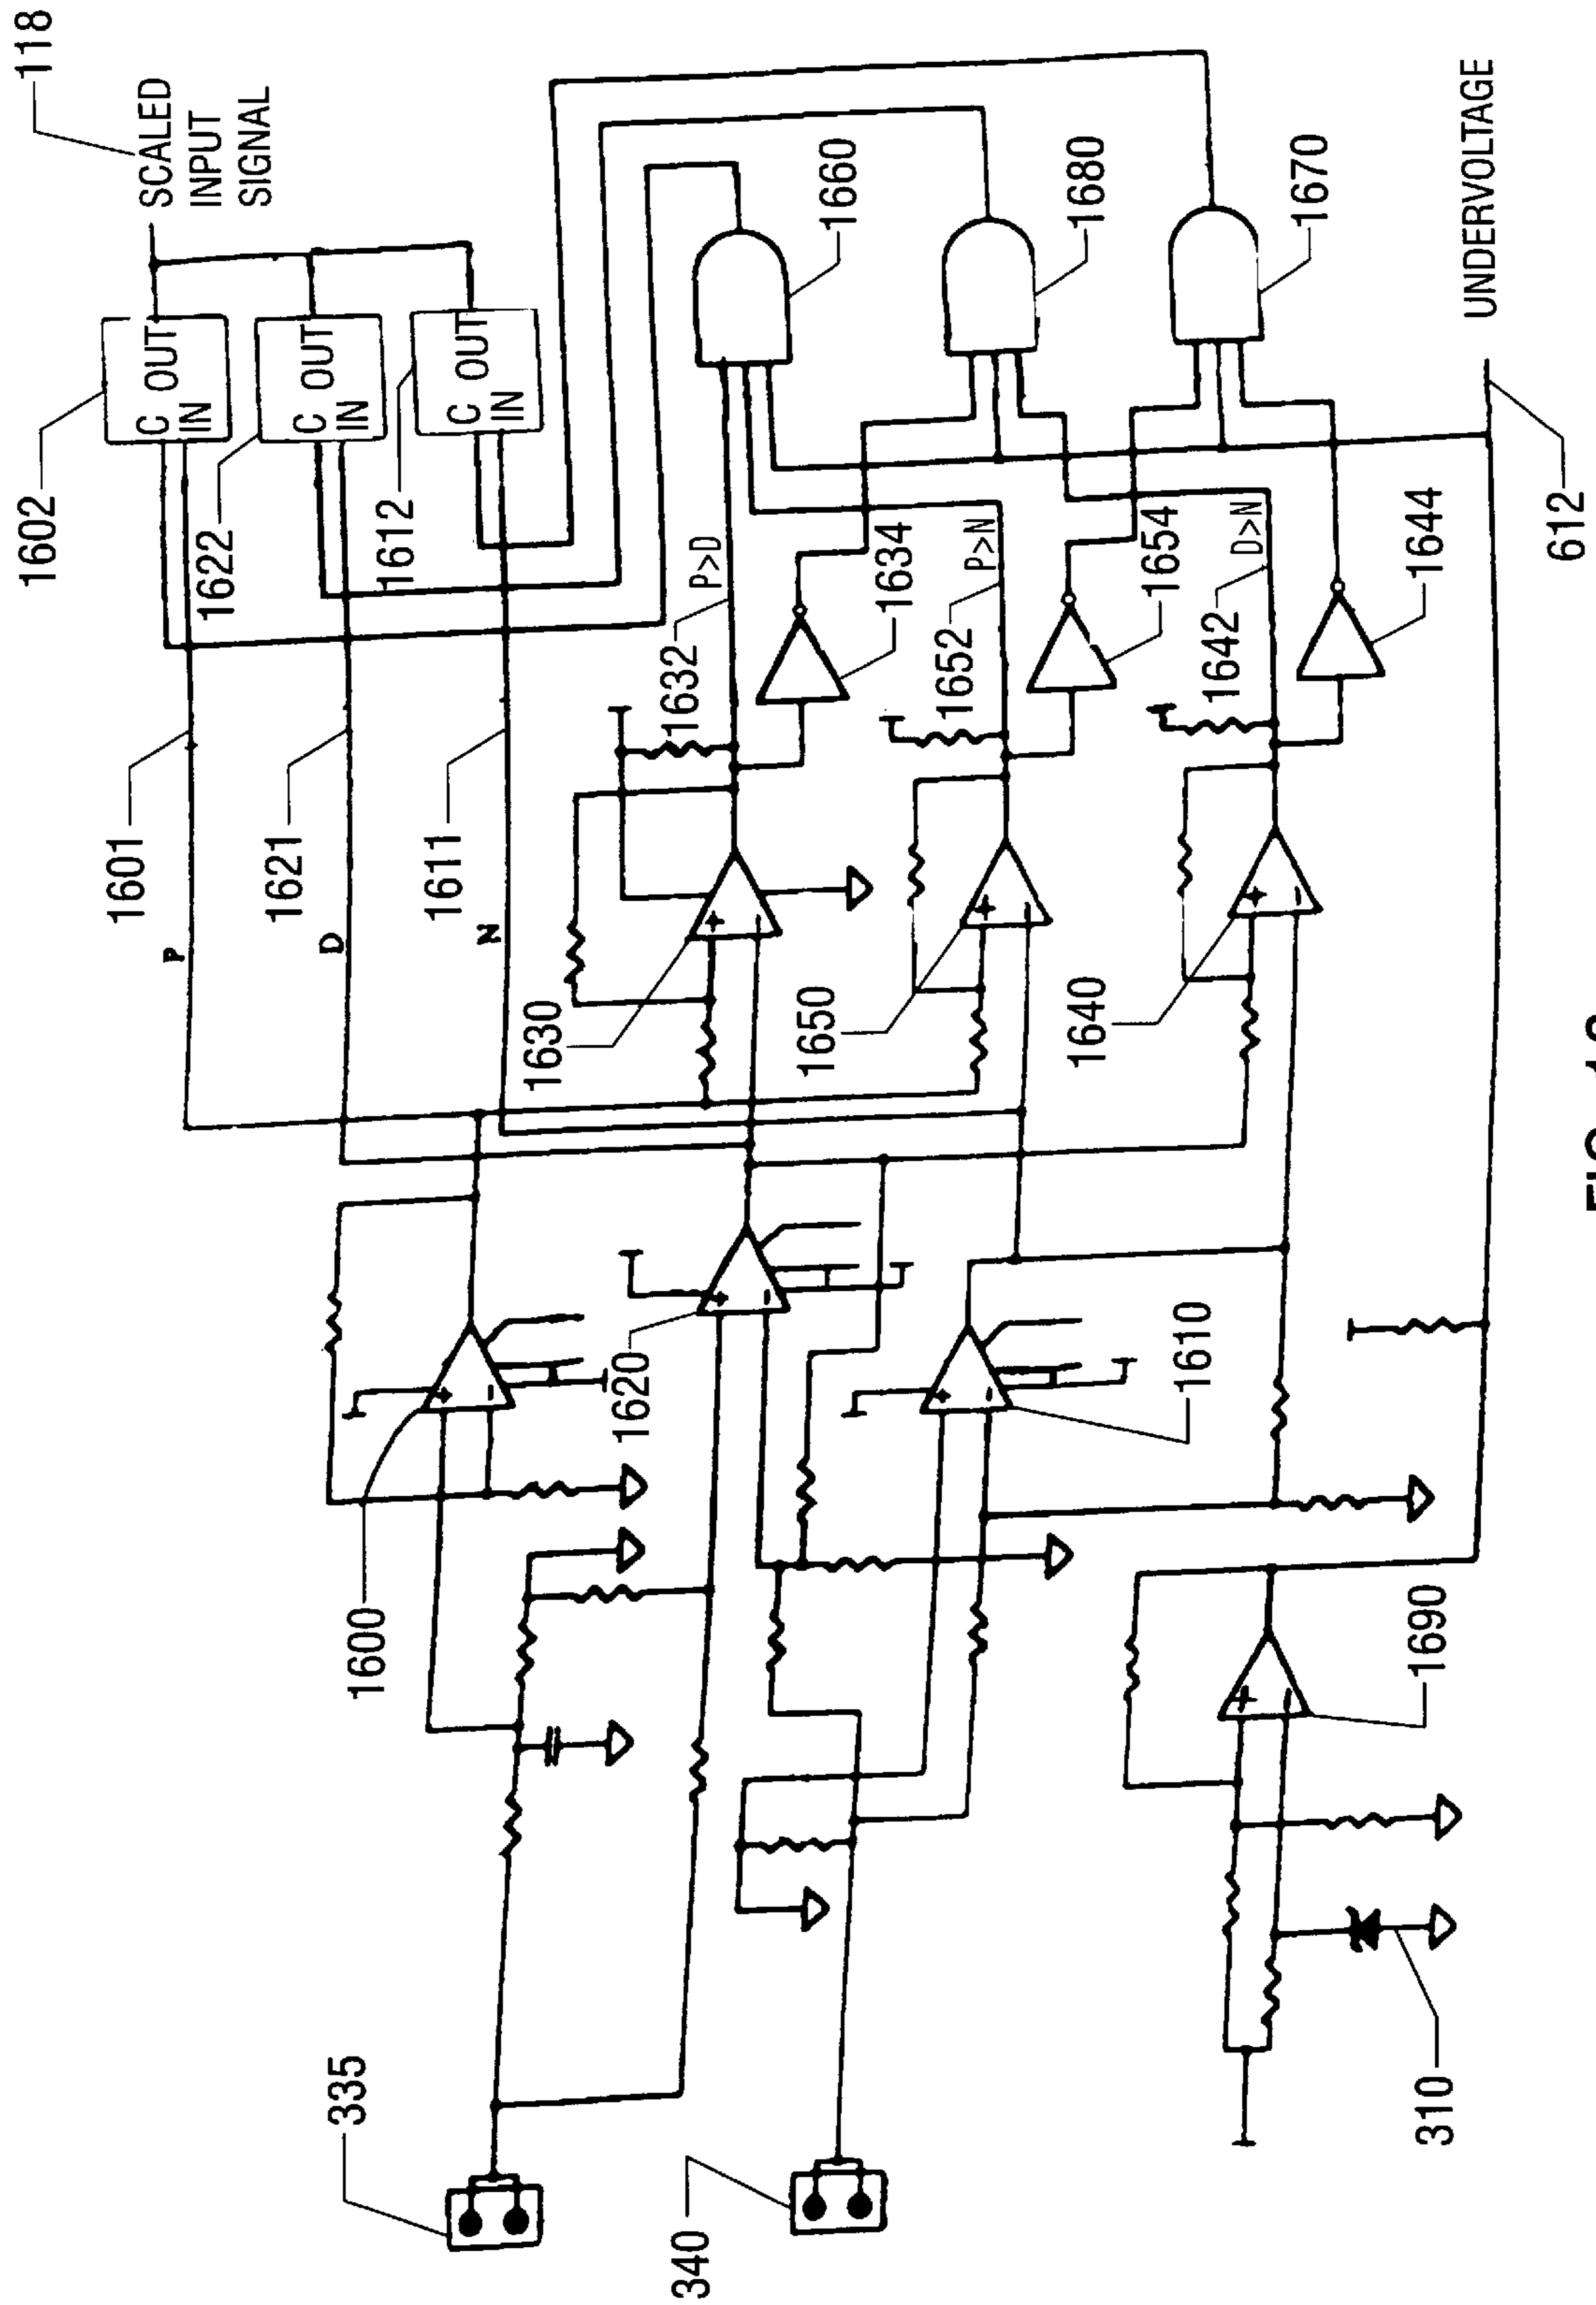 118
SCALED
INPUT
SIGNAL
1602
C OUT
IN
1601
P
1622
C OUT
IN
1621
D
1612
C OUT
IN
1611
N
335
1600
1630
1632
P>D
1660
1620
1634
340
1650
1652
P>N
1680
1610
1640
1654
1642
D>N
1670
310
1690
1644
UNDERVOLTAGE
612